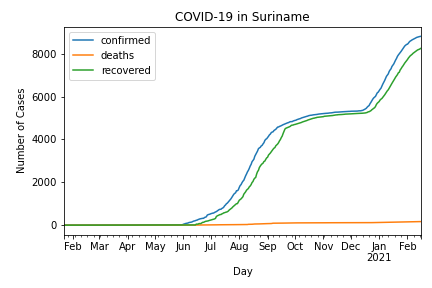 COVID-19 in Suriname
confirmed
deaths
recovered
Number of Cases
8000
6000
4000
2000
0
Feb Mar Apr May Jun Jul Aug Sep Oct Nov Dec Jan Feb
2021
Day